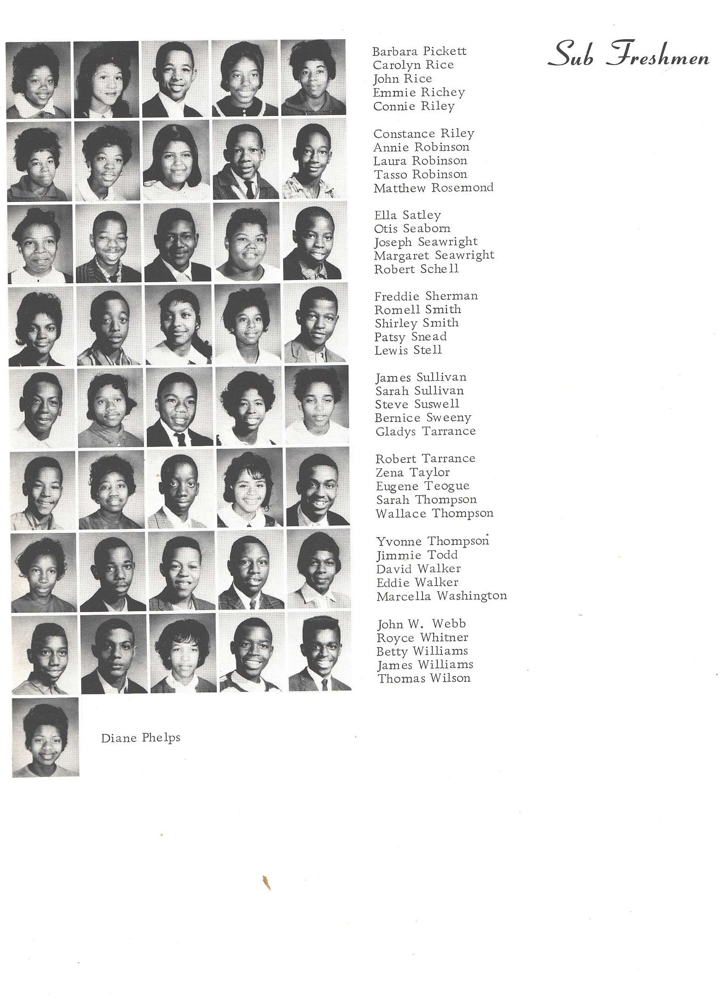 Sub Freshmen
Barbara Pickett
Carolyn Rice
John Rice
Emmie Richey
Connie Riley
Constance Riley
Annie Robinson
Laura Robinson
Tasso Robinson
Matthew Rosemond
Ella Satley
Otis Seaborn
Joseph Seawright
Margaret Seawright
Robert Schell
Freddie Sherman
Romell Smith
Shirley Smith
Patsy Snead
Lewis Stell
James Sullivan
Sarah Sullivan
Steve Suswell
Bernice Sweeny
Gladys Tarrance
Robert Tarrance
Zena Taylor
Eugene Teogue
Sarah Thompson
Wallace Thompson
Yvonne Thompson
Jimmie Todd
David Walker
Eddie Walker
Marcella Washington
John W. Webb
Royce Whitner
Betty Williams
James Williams
Thomas Wilson
Diane Phelps